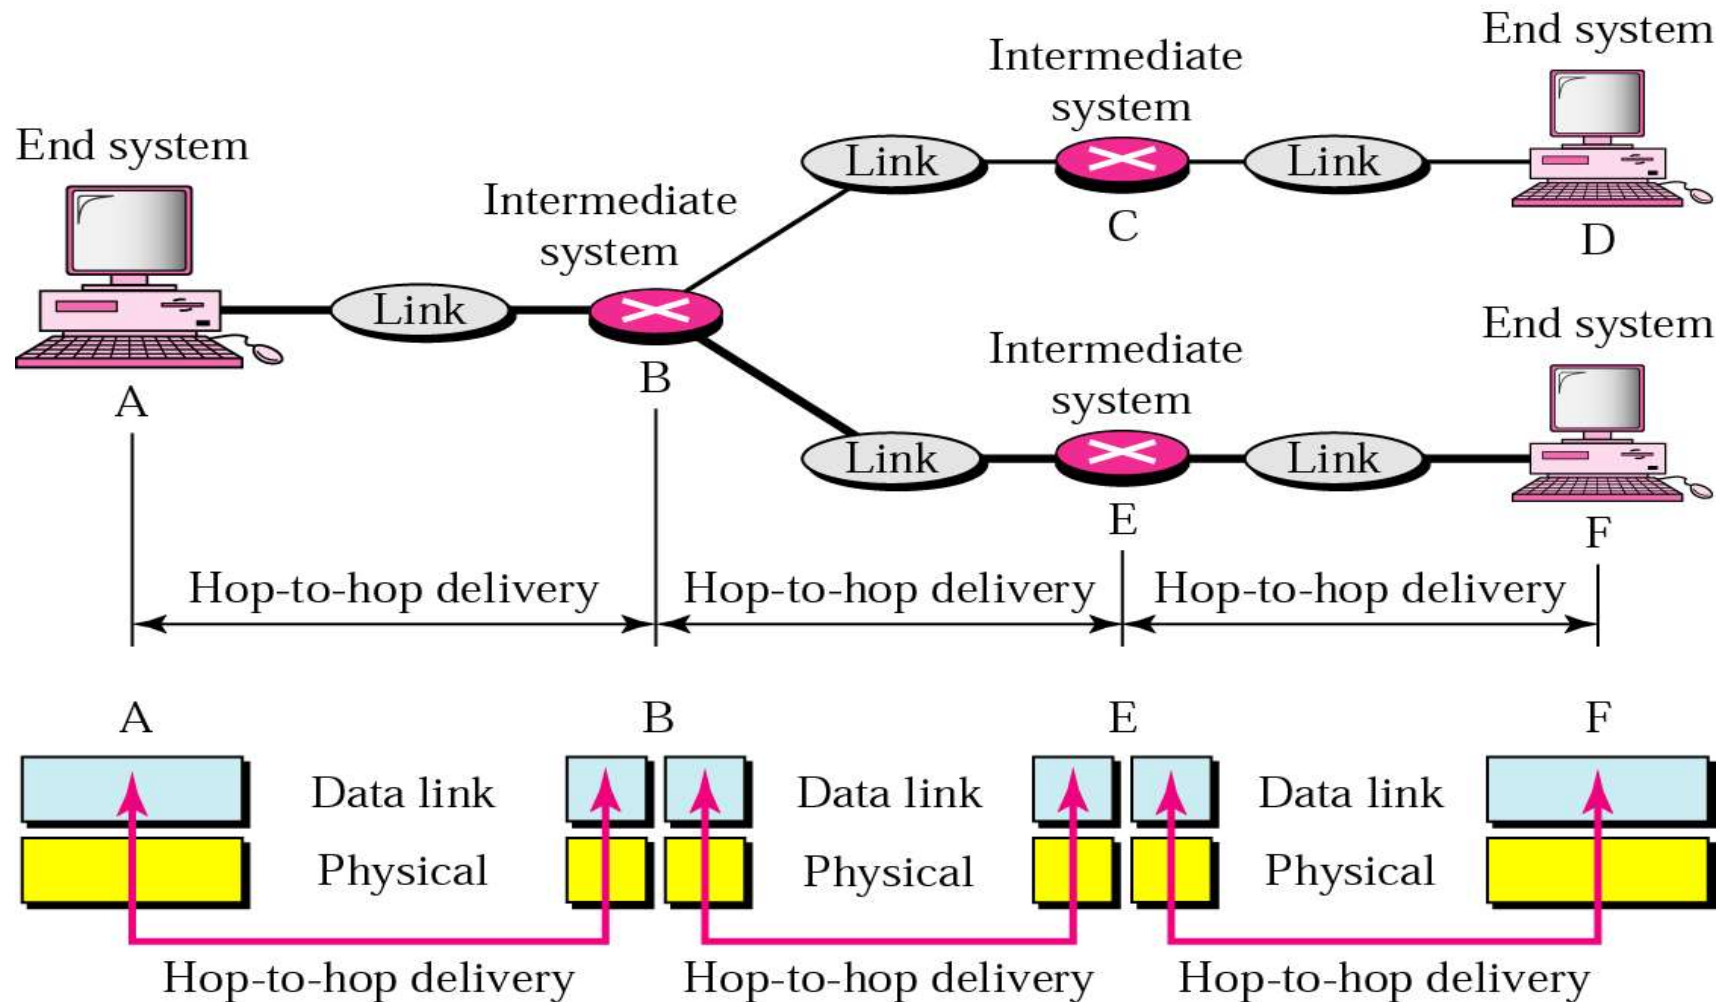 End system
Intermediate
system
End system
Link
Link
C
D
Intermediate
system
Link
B
A
Intermediate
system
End system
Link
Link
E
F
Hop-to-hop delivery
Hop-to-hop delivery
Hop-to-hop delivery
A
B
E
F
Data link
Data link
Data link
Physical
Physical
Physical
Hop-to-hop delivery
Hop-to-hop delivery
Hop-to-hop delivery